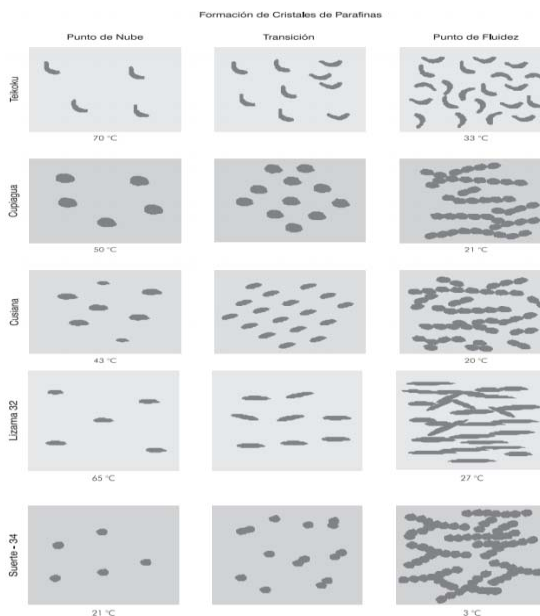 Formación de Cristales de Parafinas
Punto de Nube Transición Punto de Fluidez
Teikoku
70 °C 33 °C
Cupiagua
50 °C 21 °C
Cusiana
43 °C 20 °C
Lizama 32
65 °C 27 °C
Suerte - 34
21 °C 3 °C